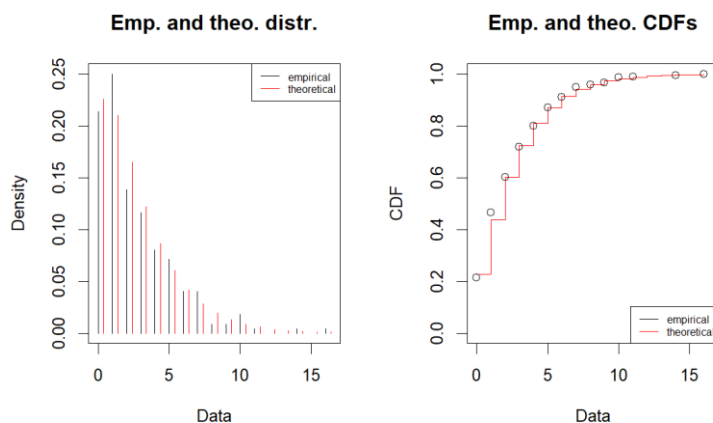 Emp. and theo. distr.
empirical
theoretical
Density
0.00
0.05
0.10
0.15
0.20
0.25
0
5
10
15
Data
Emp. and theo. CDFs
empirical
theoretical
CDF
0.0
0.2
0.4
0.6
0.8
1.0
0
5
10
15
Data